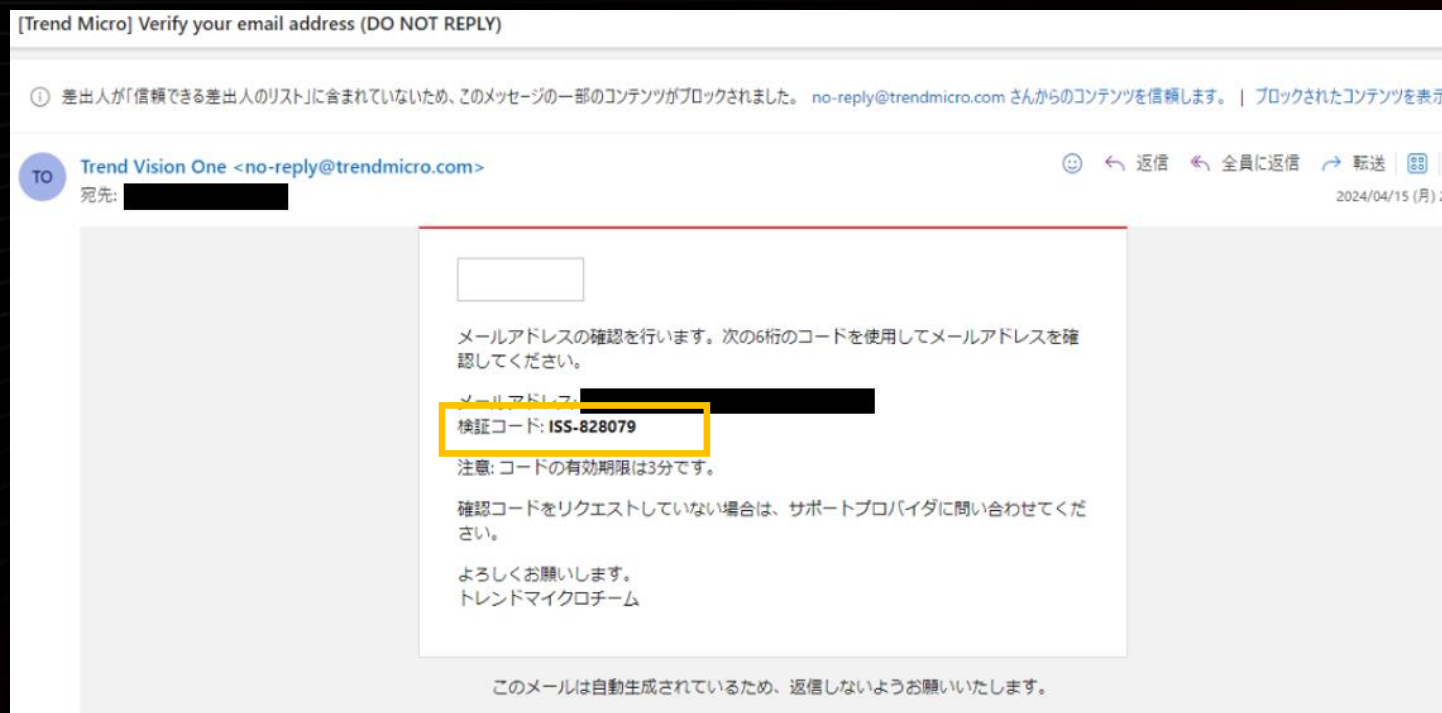 [Trend Micro] Verify your email address (DO NOT REPLY)
差出人が「信頼できる差出人のリスト」に含まれていないため、このメッセージの一部のコンテンツがブロックされました。 no-reply@trendmicro.com さんからのコンテンツを信頼します。 | ブロックされたコンテンツを表示
TO
Trend Vision One <no-reply@trendmicro.com>
返信 全員に返信 転送
宛先:
2024/04/15 (月)
メールアドレスの確認を行います。次の6桁のコードを使用してメールアドレスを確
認してください。
メールアドレス:
検証コード: ISS-828079
注意: コードの有効期限は3分です。
確認コードをリクエストしていない場合は、サポートプロバイダに問い合わせてくだ
さい。
よろしくお願いします。
トレンドマイクロチーム
このメールは自動生成されているため、返信しないようお願いいたします。